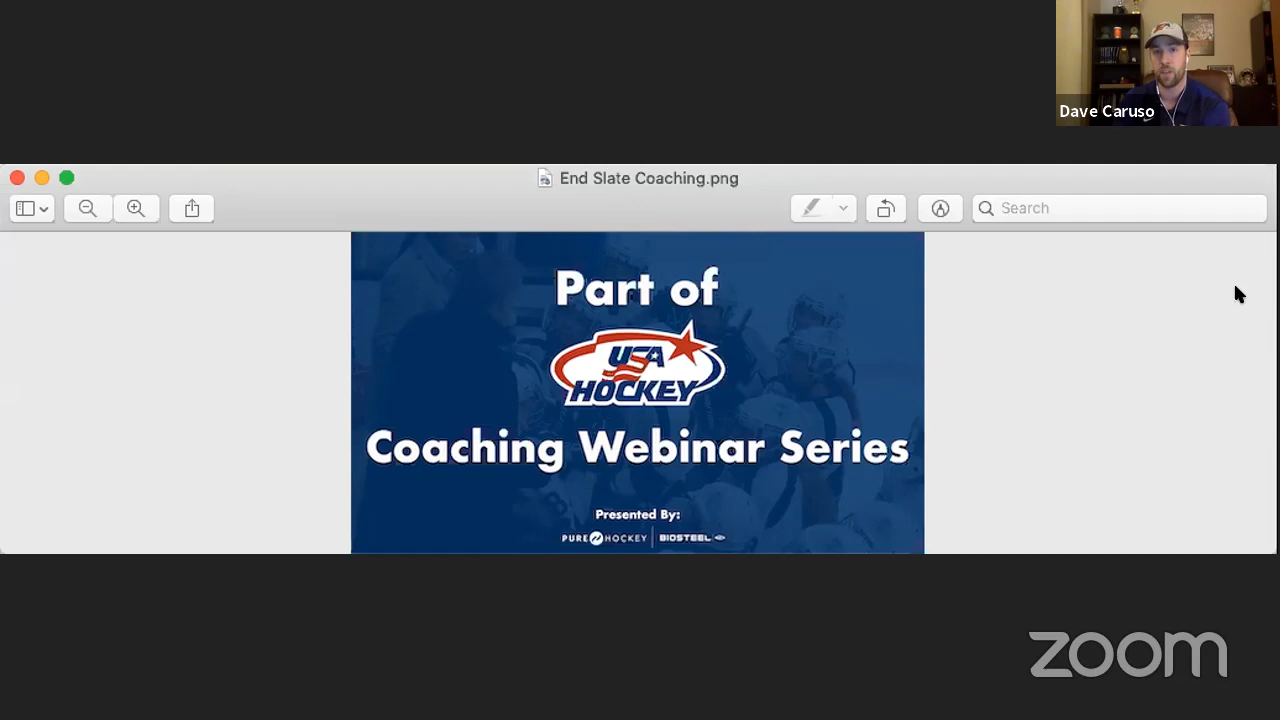 Dave Caruso
End Slate Coaching.png
Search
Part of
USA
HOCKEY
Coaching Webinar Series
Presented By:
PURE HOCKEY | BIOSTEEL
zoom